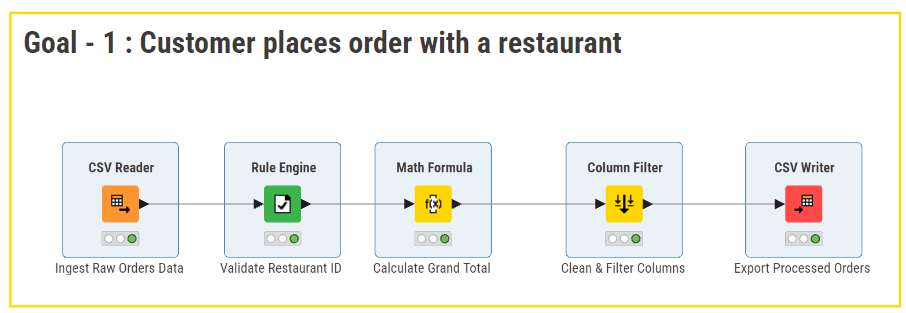 Goal - 1 : Customer places order with a restaurant
CSV Reader
Rule Engine
Math Formula
Column Filter
CSV Writer
f(x)
Ingest Raw Orders Data
Validate Restaurant ID
Calculate Grand Total
Clean & Filter Columns
Export Processed Orders